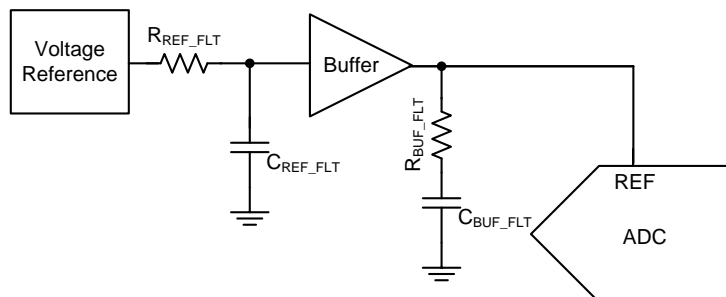 Voltage
Reference
R_REF_FLT
Buffer
C_REF_FLT
R_BUF_FLT
C_BUF_FLT
REF
ADC